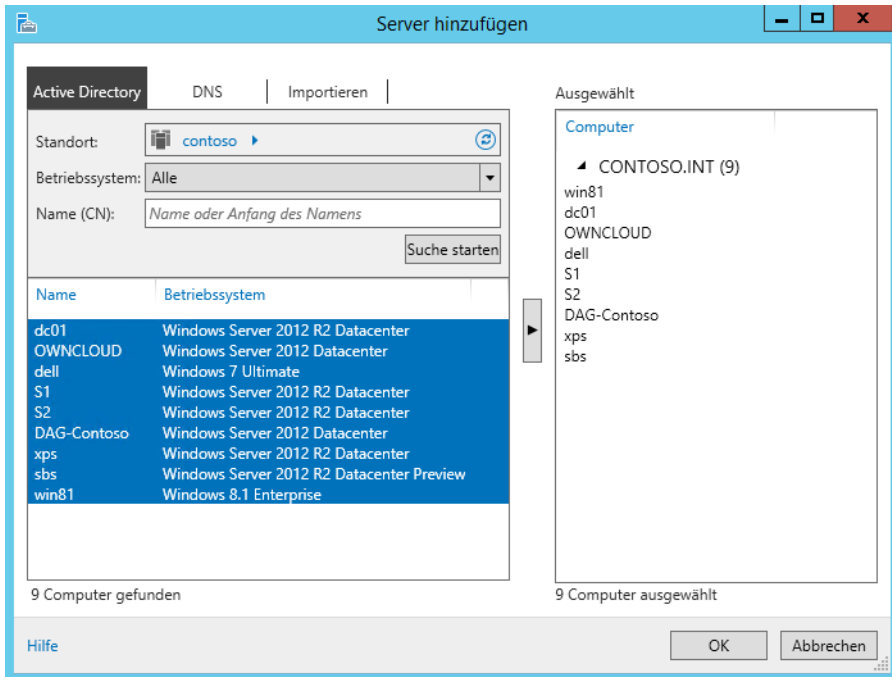 Server hinzufügen
Active Directory
DNS
Importieren
Standort:
contoso
Betriebssystem:
Alle
Name (CN):
Name oder Anfang des Namens
Suche starten
Name Betriebssystem
dc01 Windows Server 2012 R2 Datacenter
OWNCLOUD Windows Server 2012 Datacenter
dell Windows 7 Ultimate
S1 Windows Server 2012 R2 Datacenter
S2 Windows Server 2012 R2 Datacenter
DAG-Contoso Windows Server 2012 Datacenter
xps Windows Server 2012 R2 Datacenter
sbs Windows Server 2012 R2 Datacenter Preview
win81 Windows 8.1 Enterprise
9 Computer gefunden
Ausgewählt
Computer
CONTOSO.INT (9)
win81
dc01
OWNCLOUD
dell
S1
S2
DAG-Contoso
xps
sbs
9 Computer ausgewählt
Hilfe
OK
Abbrechen